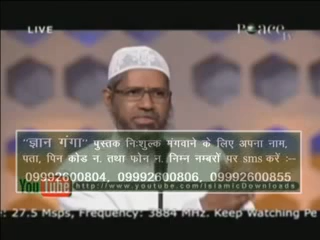 LIVE
PEACE
tv
“ज्ञान गंगा” पुस्तक निःशुल्क मंगवाने के लिए अपना नाम,
पता, पिन कोड न. तथा फोन न. निम्न नम्बरों पर sms करें :--
09992600804, 09992600806, 09992600855
YouTube http://www.youtube.com/IslamicDownloads
e: 27.5 Msps, Frequency: 3884 MHz. Keep Watching Pe